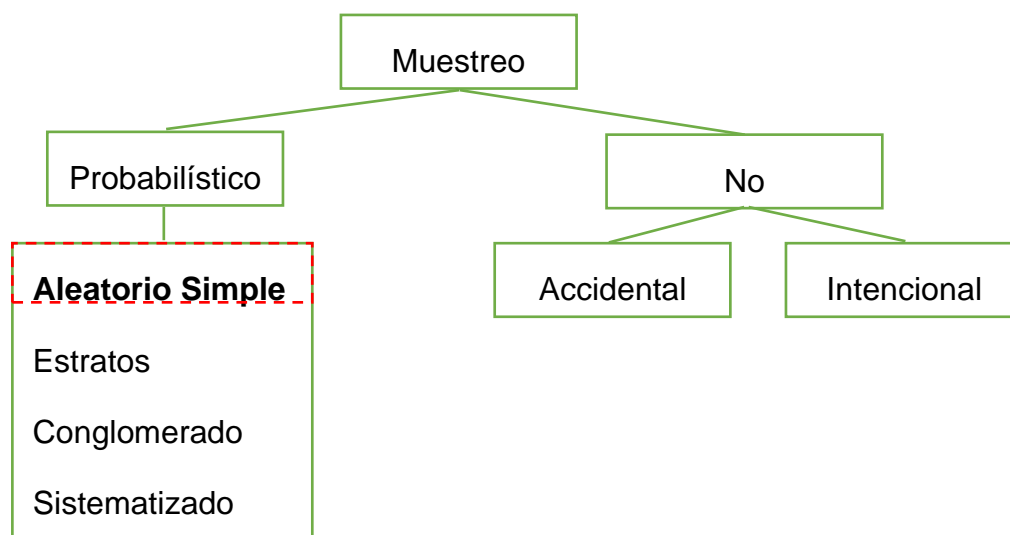 Muestreo
Probabilístico
No
Aleatorio Simple
Accidental
Intencional
Estratos
Conglomerado
Sistematizado